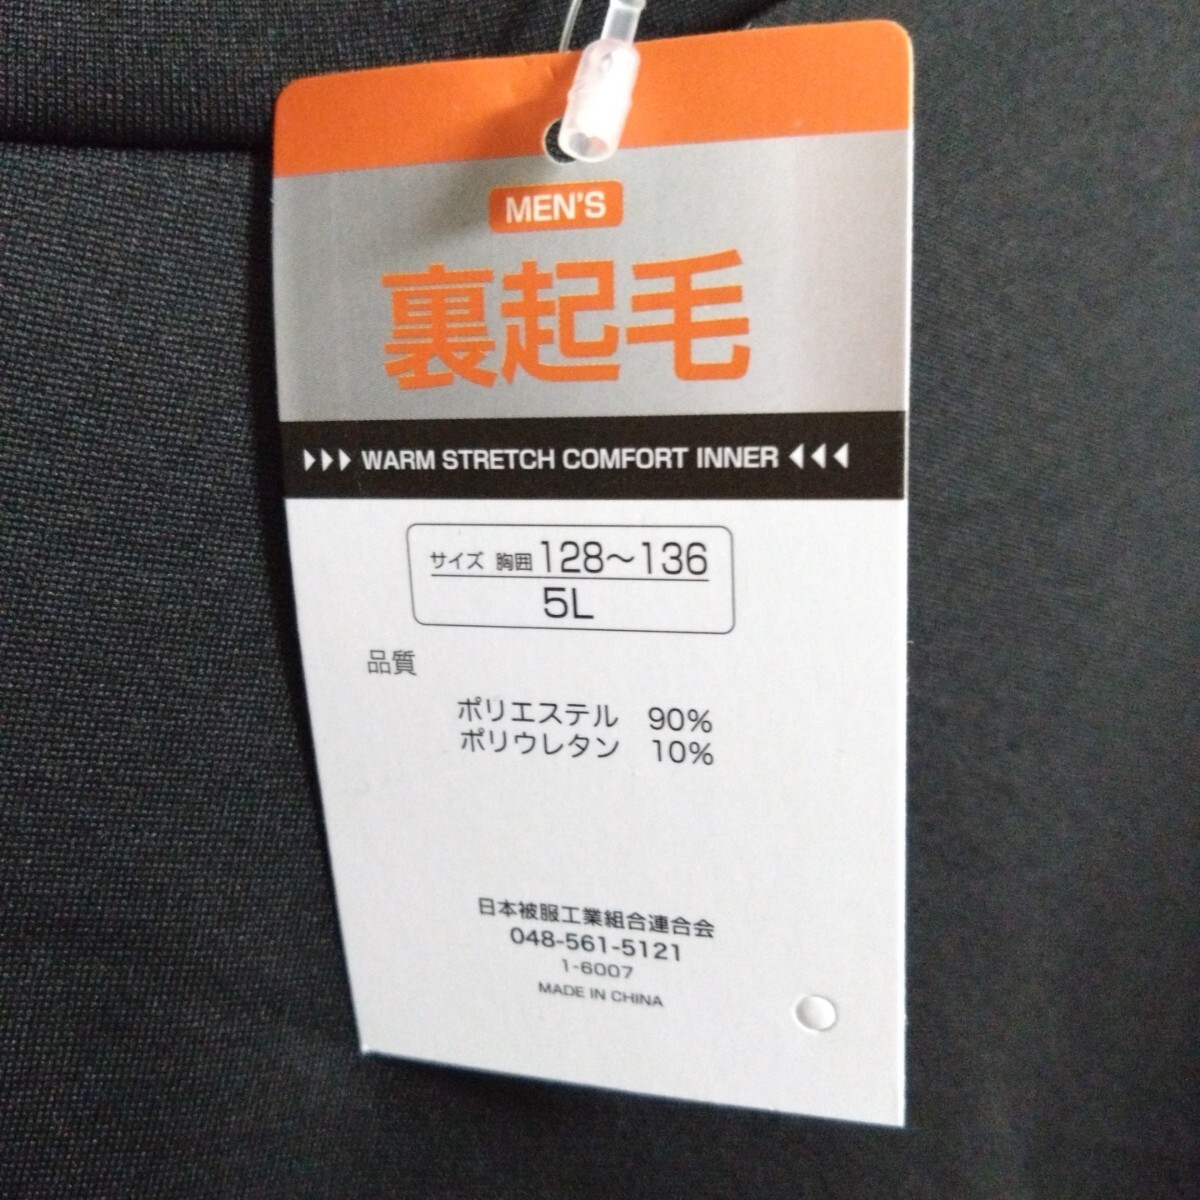 MEN'S
裏起毛
WARM STRETCH COMFORT INNER
サイズ 胸囲 128〜136
5L
品質
ポリエステル 90%
ポリウレタン 10%
日本被服工業組合連合会
048-561-5121
1-6007
MADE IN CHINA